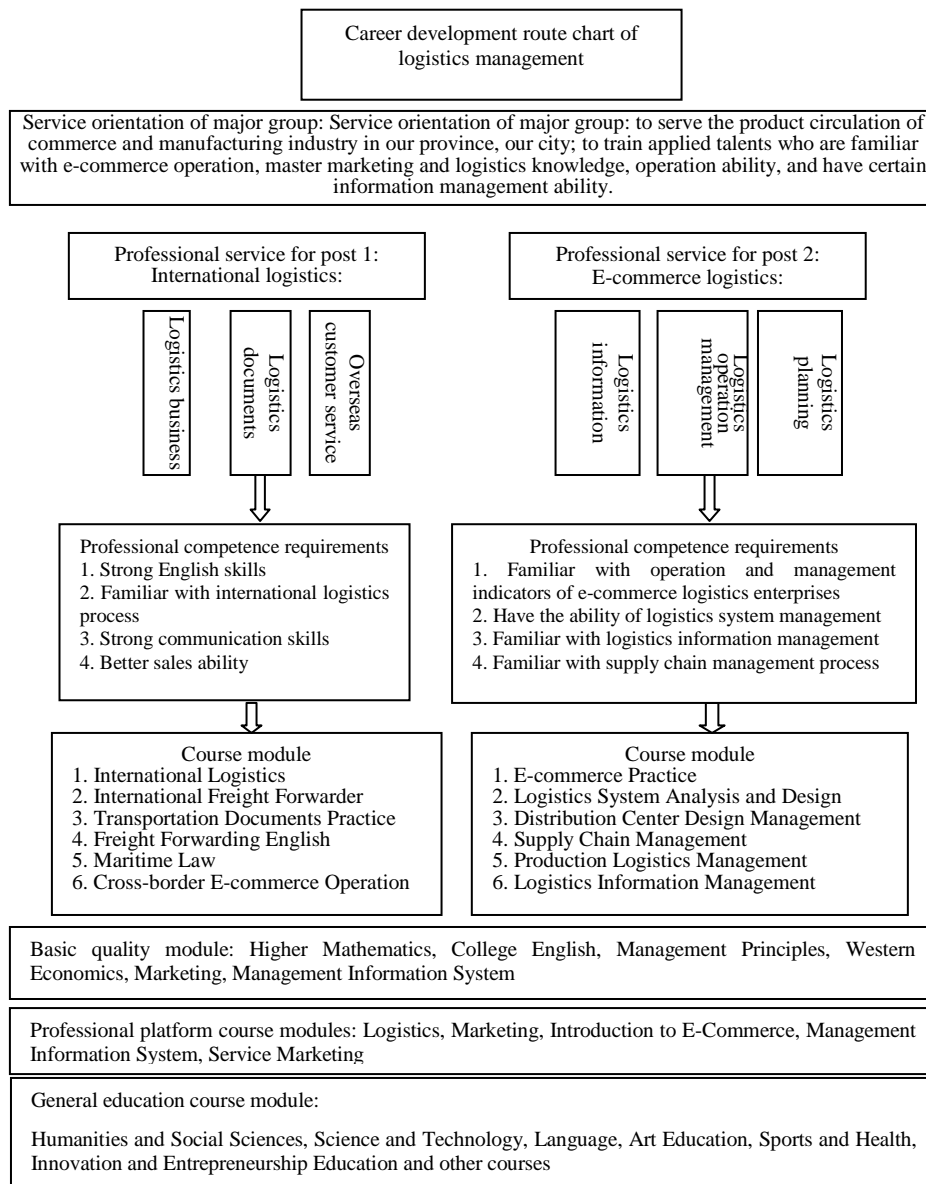 Career development route chart of
logistics management
Service orientation of major group: Service orientation of major group: to serve the product circulation of
commerce and manufacturing industry in our province, our city; to train applied talents who are familiar
with e-commerce operation, master marketing and logistics knowledge, operation ability, and have certain
information management ability.
Professional service for post 1:
International logistics:
Professional service for post 2:
E-commerce logistics:
Logistics business
Logistics
documents
Overseas
customer service
Logistics
information
Logistics
operation
management
Logistics
planning
Professional competence requirements
1. Strong English skills
2. Familiar with international logistics
process
3. Strong communication skills
4. Better sales ability
Professional competence requirements
1. Familiar with operation and management
indicators of e-commerce logistics enterprises
2. Have the ability of logistics system management
3. Familiar with logistics information management
4. Familiar with supply chain management process
Course module
1. International Logistics
2. International Freight Forwarder
3. Transportation Documents Practice
4. Freight Forwarding English
5. Maritime Law
6. Cross-border E-commerce Operation
Course module
1. E-commerce Practice
2. Logistics System Analysis and Design
3. Distribution Center Design Management
4. Supply Chain Management
5. Production Logistics Management
6. Logistics Information Management
Basic quality module: Higher Mathematics, College English, Management Principles, Western
Economics, Marketing, Management Information System
Professional platform course modules: Logistics, Marketing, Introduction to E-Commerce, Management
Information System, Service Marketing
General education course module:
Humanities and Social Sciences, Science and Technology, Language, Art Education, Sports and Health,
Innovation and Entrepreneurship Education and other courses